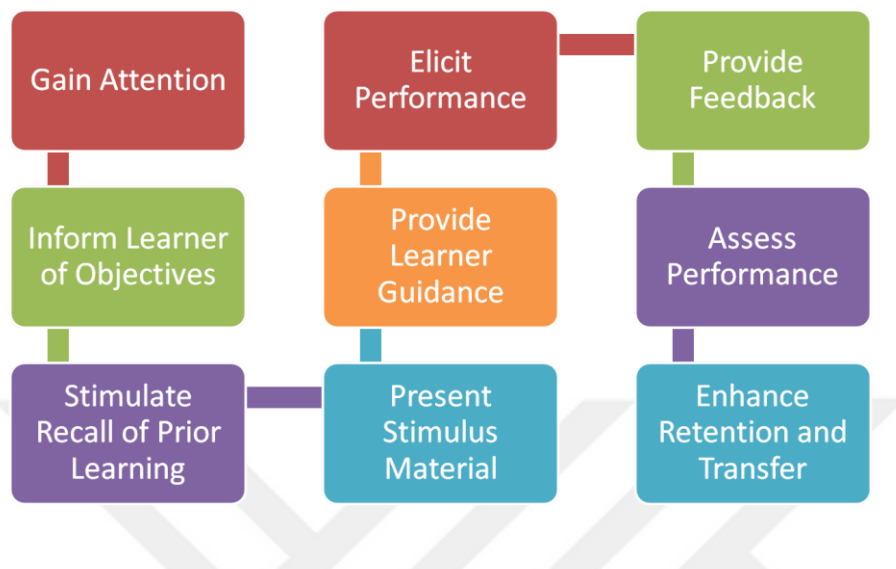 Gain Attention
Inform Learner
of Objectives
Stimulate
Recall of Prior
Learning
Present
Stimulus
Material
Provide
Learner
Guidance
Elicit
Performance
Provide
Feedback
Assess
Performance
Enhance
Retention and
Transfer